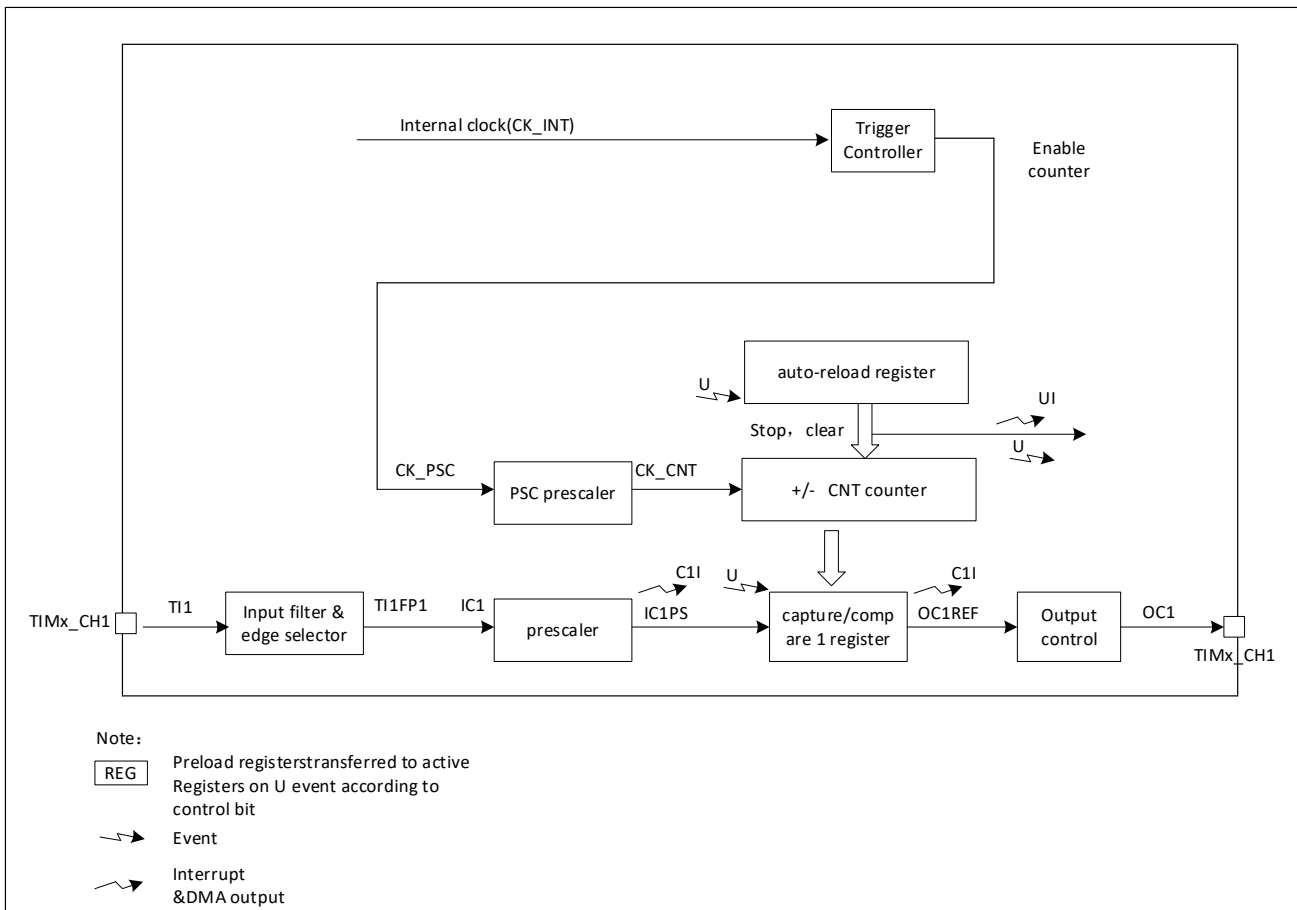 Internal clock(CK_INT)
Trigger
Controller
Enable
counter
auto-reload register
U
UI
Stop，clear
U
CK_PSC
PSC prescaler
CK_CNT
+/-  CNT counter
TIMx_CH1
TI1
Input filter &
edge selector
TI1FP1
IC1
prescaler
C1I
IC1PS
U
capture/comp
are 1 register
C1I
OC1REF
Output
control
OC1
TIMx_CH1
Note：
REG
Preload registerstransferred to active
Registers on U event according to
control bit
Event
Interrupt
&DMA output